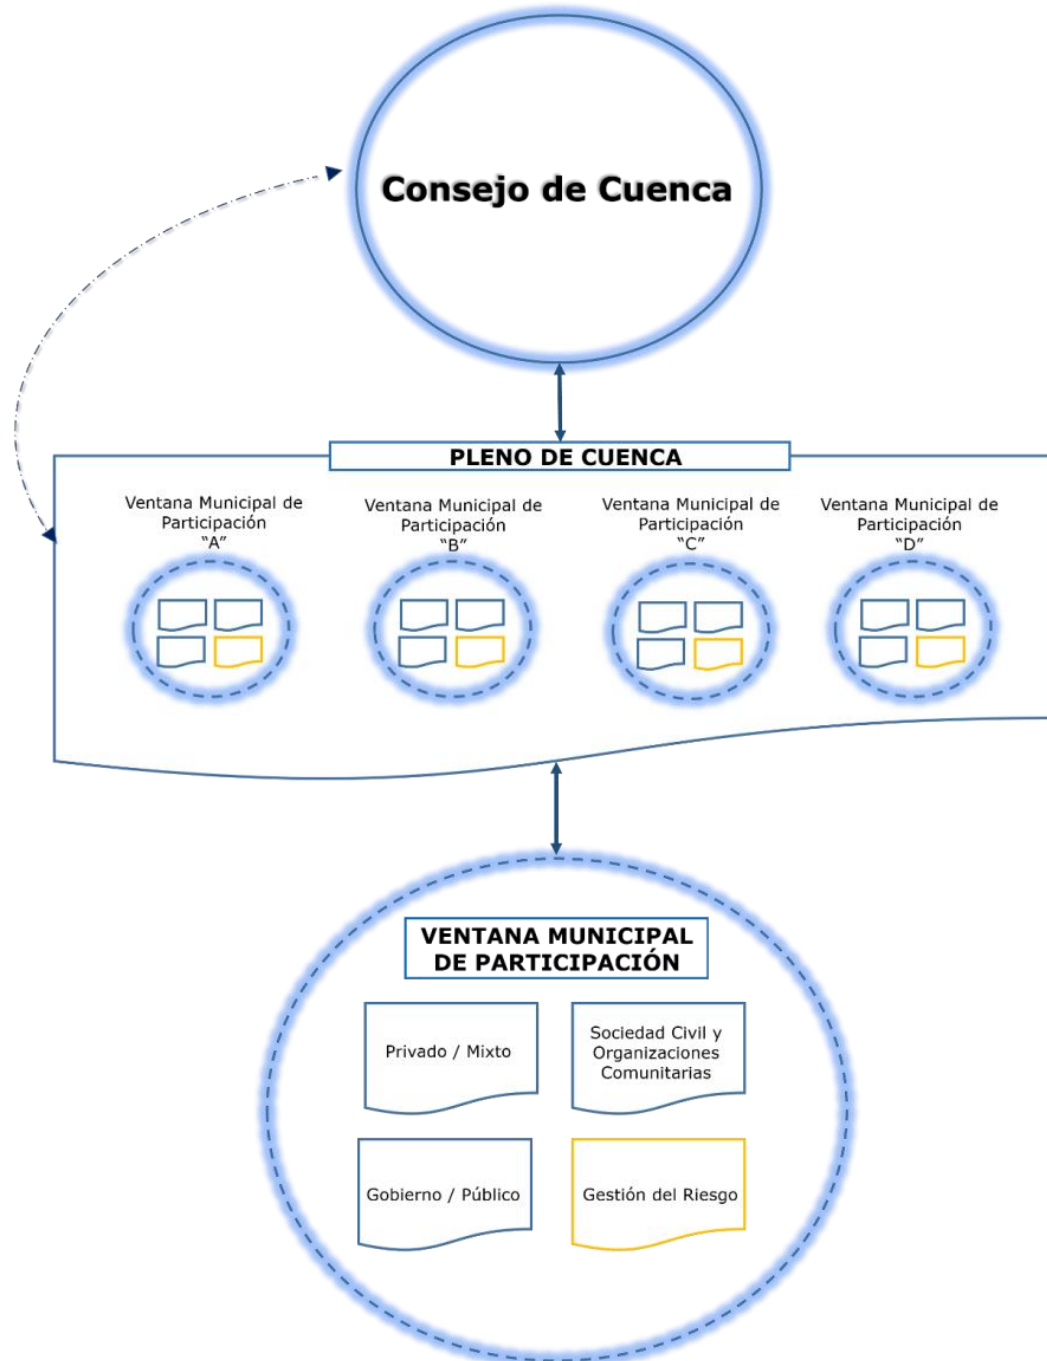 Consejo de Cuenca
PLENO DE CUENCA
Ventana Municipal de
Participación
“A”
Ventana Municipal de
Participación
“B”
Ventana Municipal de
Participación
“C”
Ventana Municipal de
Participación
“D”
VENTANA MUNICIPAL
DE PARTICIPACIÓN
Privado / Mixto
Sociedad Civil y
Organizaciones
Comunitarias
Gobierno / Público
Gestión del Riesgo